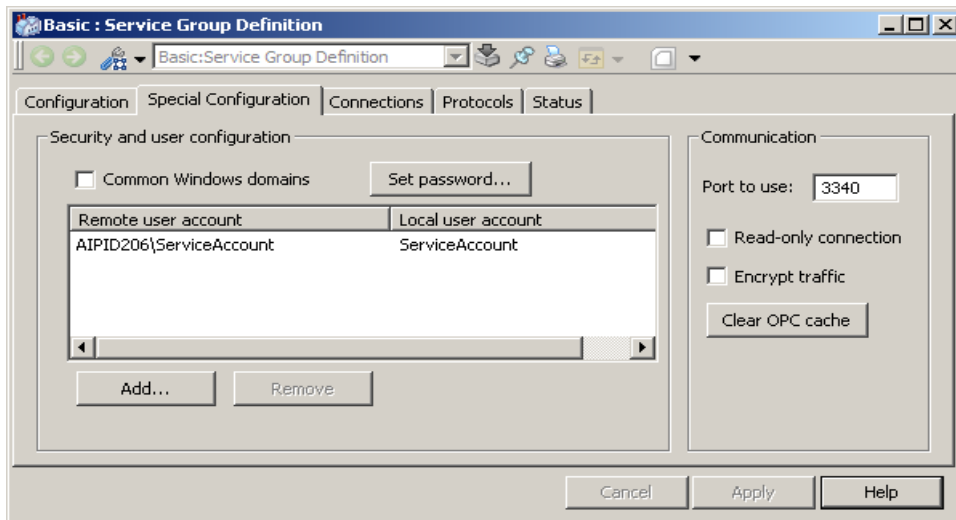 Basic : Service Group Definition
Basic:Service Group Definition
Configuration Special Configuration Connections Protocols Status
Security and user configuration
Common Windows domains Set password...
Remote user account Local user account
AIPID206\ServiceAccount ServiceAccount
Add... Remove
Communication
Port to use: 3340
Read-only connection
Encrypt traffic
Clear OPC cache
Cancel Apply Help